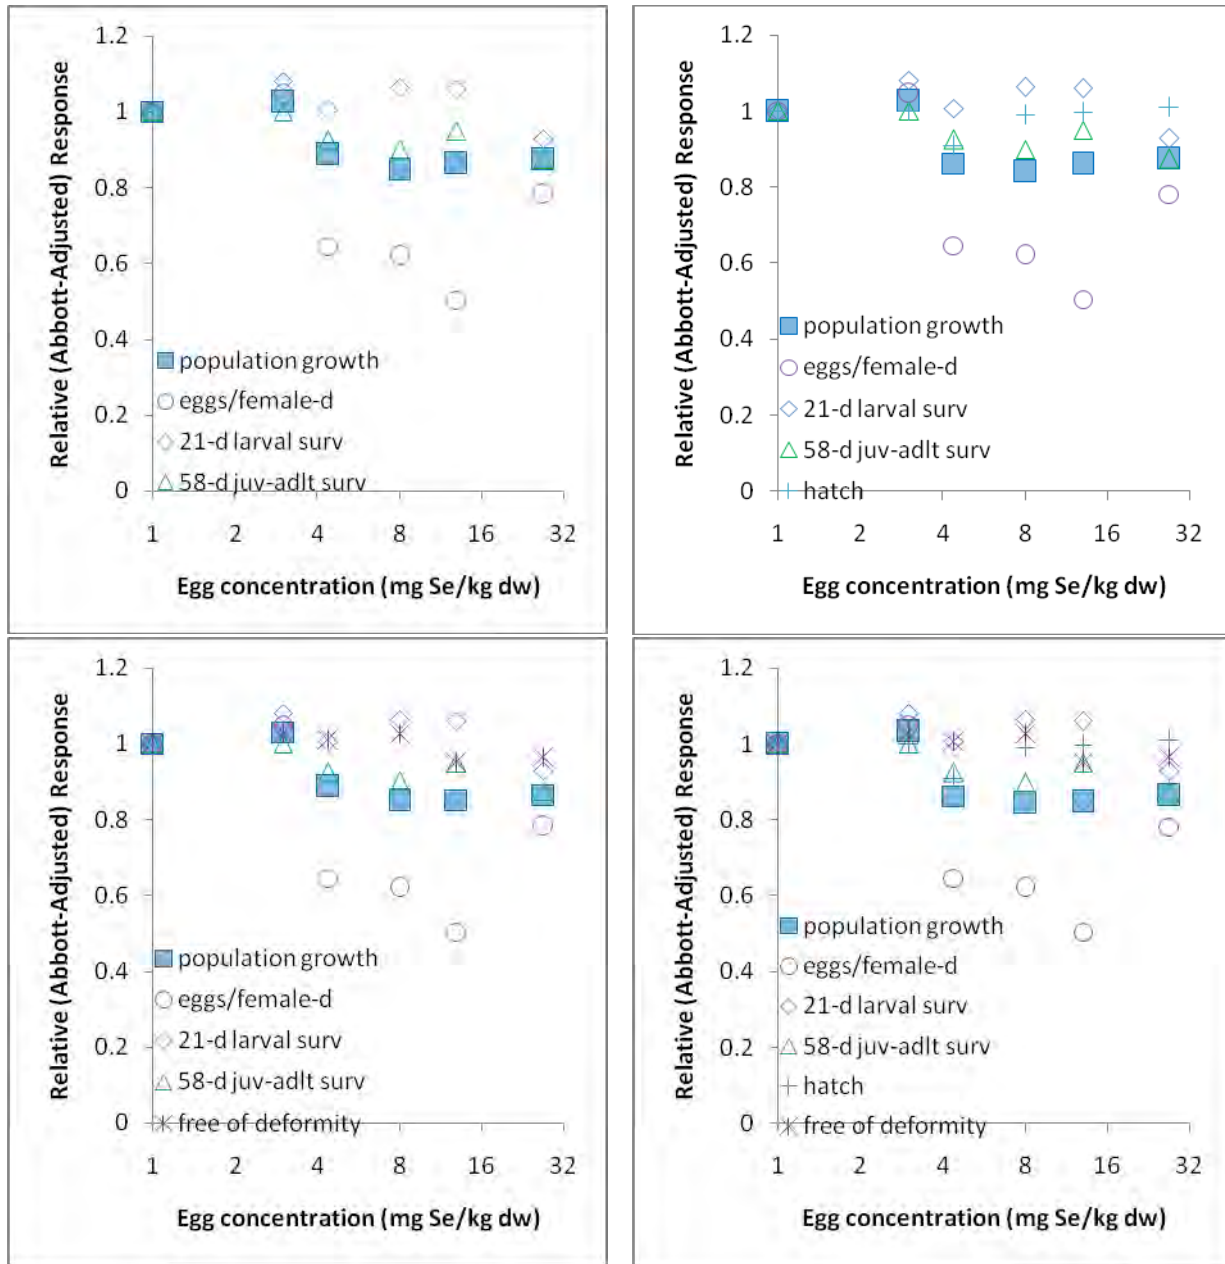 Relative (Abbott-Adjusted) Response
1.2
1
0.8
0.6
0.4
0.2
0
population growth
eggs/female-d
21-d larval surv
58-d juv-adlt surv
1 2 4 8 16 32
Egg concentration (mg Se/kg dw)
Relative (Abbott-Adjusted) Response
1.2
1
0.8
0.6
0.4
0.2
0
population growth
eggs/female-d
21-d larval surv
58-d juv-adlt surv
hatch
1 2 4 8 16 32
Egg concentration (mg Se/kg dw)
Relative (Abbott-Adjusted) Response
1.2
1
0.8
0.6
0.4
0.2
0
population growth
eggs/female-d
21-d larval surv
58-d juv-adlt surv
free of deformity
1 2 4 8 16 32
Egg concentration (mg Se/kg dw)
Relative (Abbott-Adjusted) Response
1.2
1
0.8
0.6
0.4
0.2
0
population growth
eggs/female-d
21-d larval surv
58-d juv-adlt surv
hatch
free of deformity
1 2 4 8 16 32
Egg concentration (mg Se/kg dw)